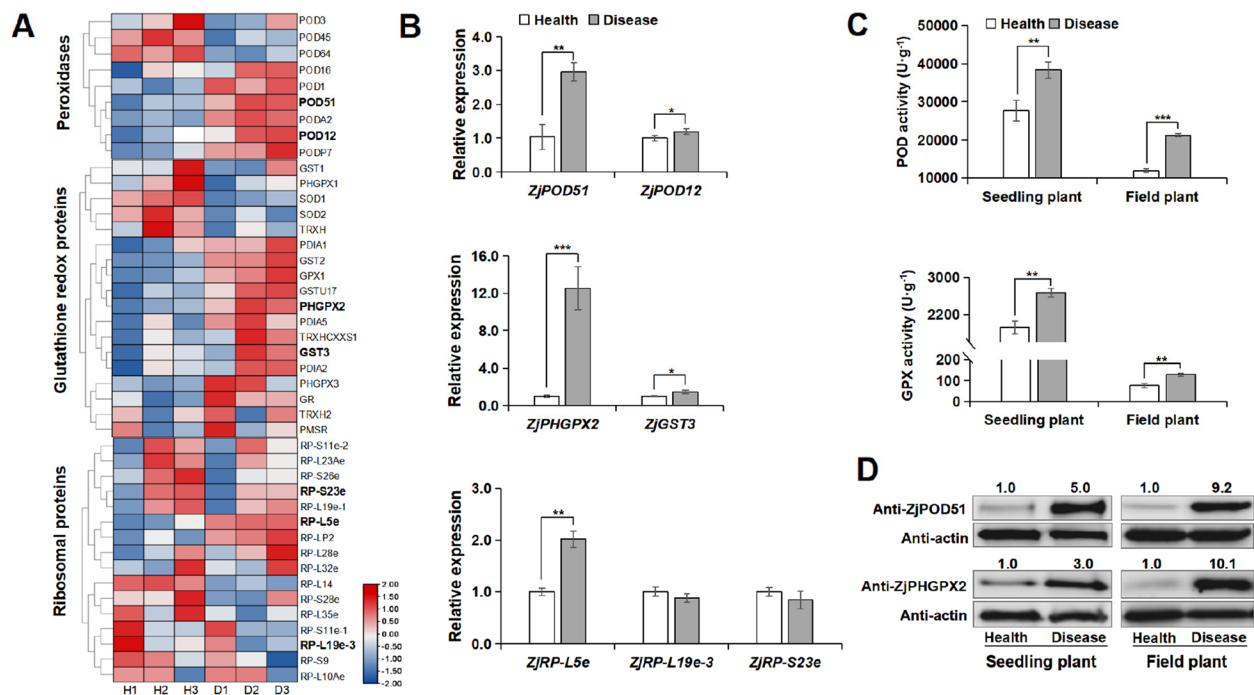 A
Peroxidases
POD3
POD45
POD64
POD16
POD1
POD51
PODA2
POD12
PODP7
Glutathione redox proteins
GST1
PHGPX1
SOD1
SOD2
TRXH
PDIA1
GST2
GPX1
GSTU17
PHGPX2
PDIA5
TRXHCXXS1
GST3
PDIA2
PHGPX3
GR
TRXH2
PMSR
Ribosomal proteins
RP-S11e-2
RP-L23Ae
RP-S26e
RP-S23e
RP-L19e-1
RP-L5e
RP-LP2
RP-L28e
RP-L32e
RP-L14
RP-S28e
RP-L35e
RP-S11e-1
RP-L19e-3
RP-S9
RP-L10Ae
H1 H2 H3 D1 D2 D3
2.00
1.50
1.00
0.50
0.00
-0.50
-1.00
-1.50
-2.00
B
Health Disease
Relative expression
4.0
3.0
2.0
1.0
0.0
** *
ZjPOD51 ZjPOD12
Relative expression
16.0
12.0
8.0
4.0
0.0
*** *
ZjPHGPX2 ZjGST3
Relative expression
3.0
2.0
1.0
0.0
**
ZjRP-L5e ZjRP-L19e-3 ZjRP-S23e
C
Health Disease
POD activity (U·g-1)
50000
40000
30000
20000
10000
** ***
Seedling plant Field plant
GPX activity (U·g-1)
3000
2200
200
100
0
** **
Seedling plant Field plant
D
1.0 5.0 1.0 9.2
Anti-ZjPOD51
Anti-actin
1.0 3.0 1.0 10.1
Anti-ZjPHGPX2
Anti-actin
Health Disease Health Disease
Seedling plant Field plant